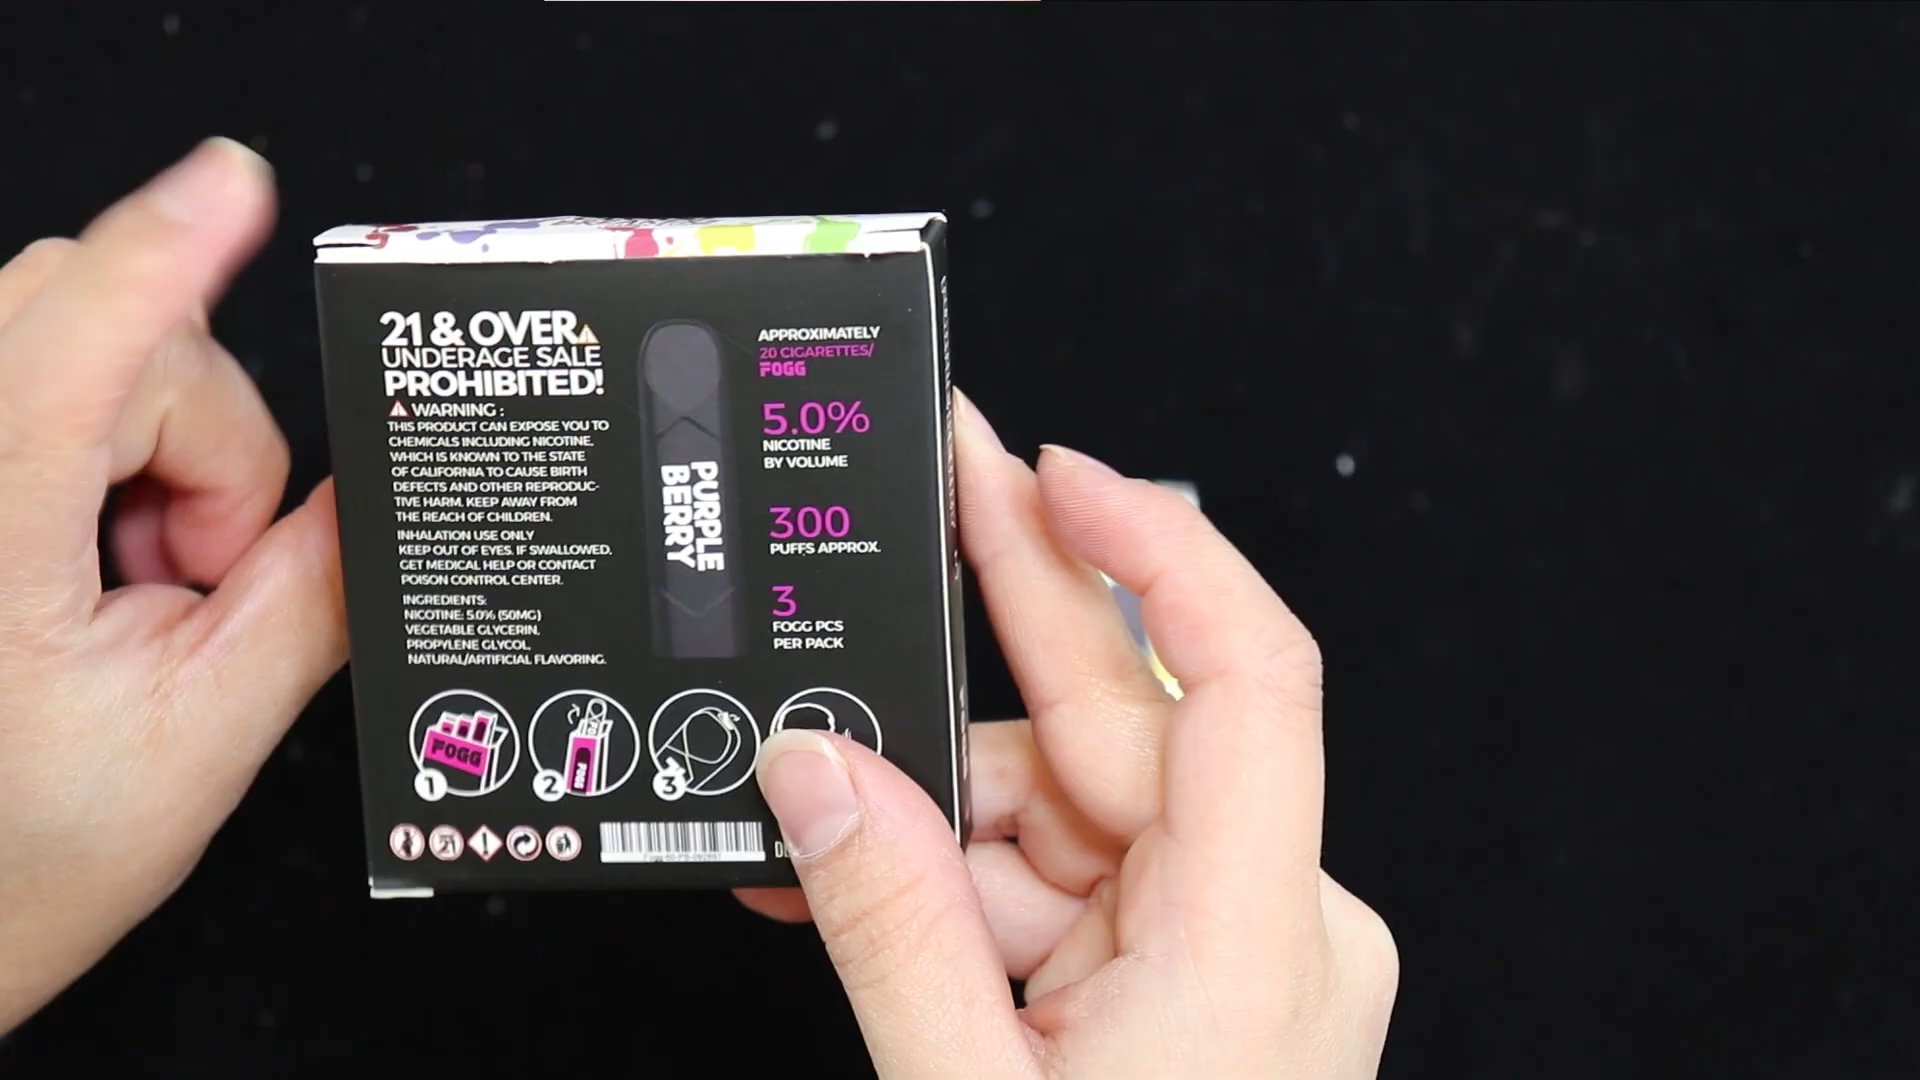 21 & OVER
UNDERAGE SALE
PROHIBITED!
WARNING :
THIS PRODUCT CAN EXPOSE YOU TO
CHEMICALS INCLUDING NICOTINE,
WHICH IS KNOWN TO THE STATE
OF CALIFORNIA TO CAUSE BIRTH
DEFECTS AND OTHER REPRODUC-
TIVE HARM. KEEP AWAY FROM
THE REACH OF CHILDREN.
INHALATION USE ONLY
KEEP OUT OF EYES. IF SWALLOWED,
GET MEDICAL HELP OR CONTACT
POISON CONTROL CENTER.
INGREDIENTS:
NICOTINE: 5.0% (50MG)
VEGETABLE GLYCERIN,
PROPYLENE GLYCOL,
NATURAL/ARTIFICIAL FLAVORING.
PURPLE
BERRY
APPROXIMATELY
20 CIGARETTES/
FOGG
5.0%
NICOTINE
BY VOLUME
300
PUFFS APPROX.
3
FOGG PCS
PER PACK
FOGG
1
FOGG
2
3
21